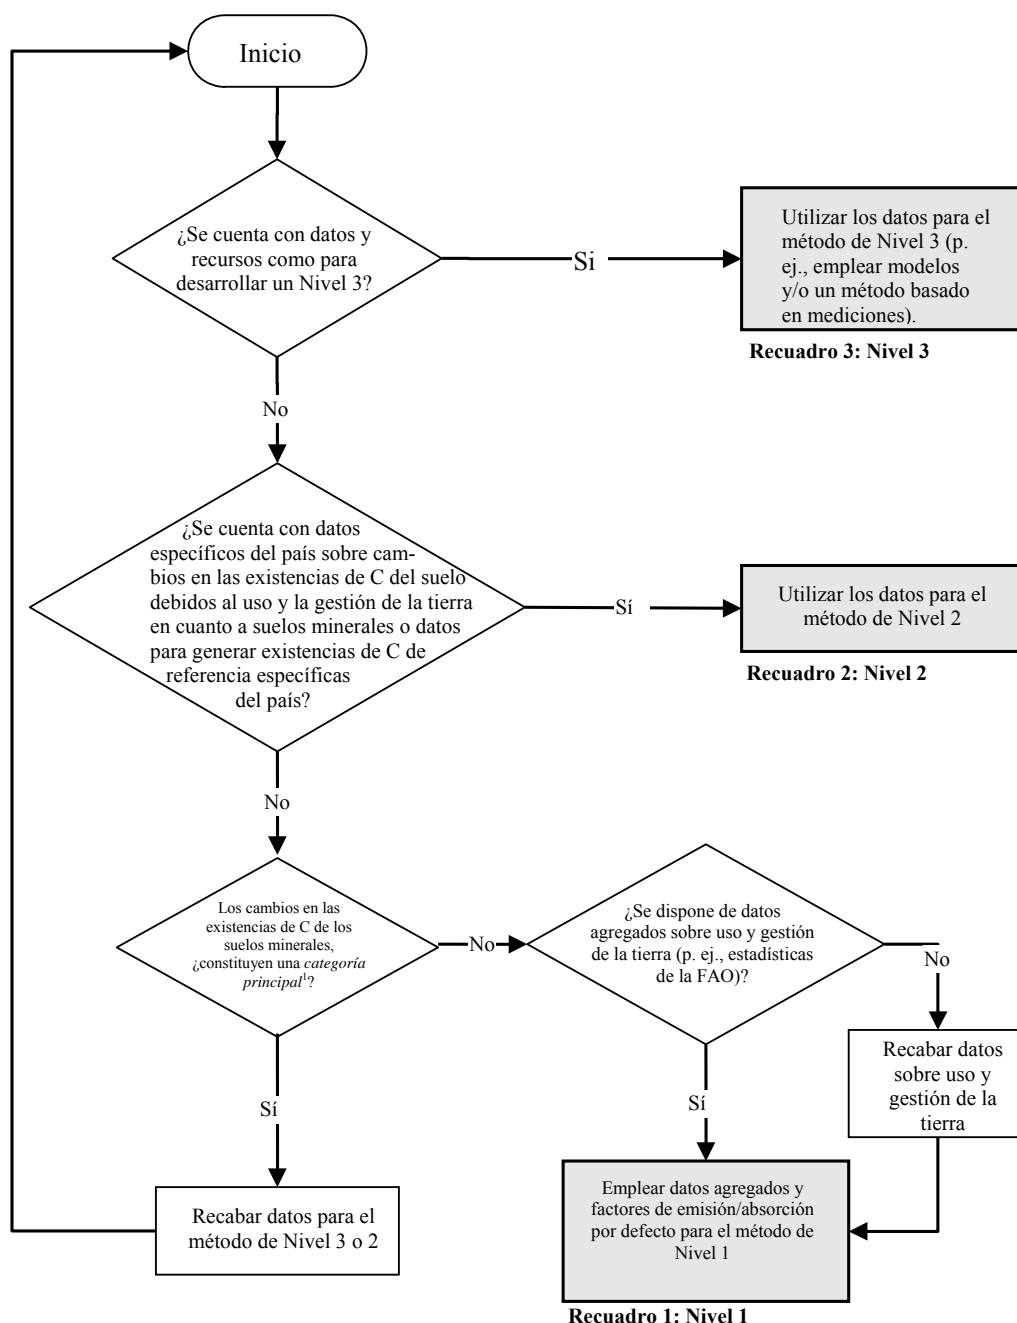 Inicio
¿Se cuenta con datos y
recursos como para
desarrollar un Nivel 3?
Si
Utilizar los datos para el
método de Nivel 3 (p.
ej., emplear modelos
y/o un método basado
en mediciones).
Recuadro 3: Nivel 3
No
¿Se cuenta con datos
específicos del país sobre cam-
bios en las existencias de C del suelo
debidos al uso y la gestión de la tierra
en cuanto a suelos minerales o datos
para generar existencias de C de
referencia específicas
del país?
Sí
Utilizar los datos para el
método de Nivel 2
Recuadro 2: Nivel 2
No
Los cambios en las
existencias de C de los
suelos minerales,
¿constituyen una categoría
principal¹?
No
¿Se dispone de datos
agregados sobre uso y gestión
de la tierra (p. ej., estadísticas
de la FAO)?
No
Recabar datos
sobre uso y
gestión de la
tierra
Sí
Sí
Recabar datos para el
método de Nivel 3 o 2
Emplear datos agregados y
factores de emisión/absorción
por defecto para el método de
Nivel 1
Recuadro 1: Nivel 1